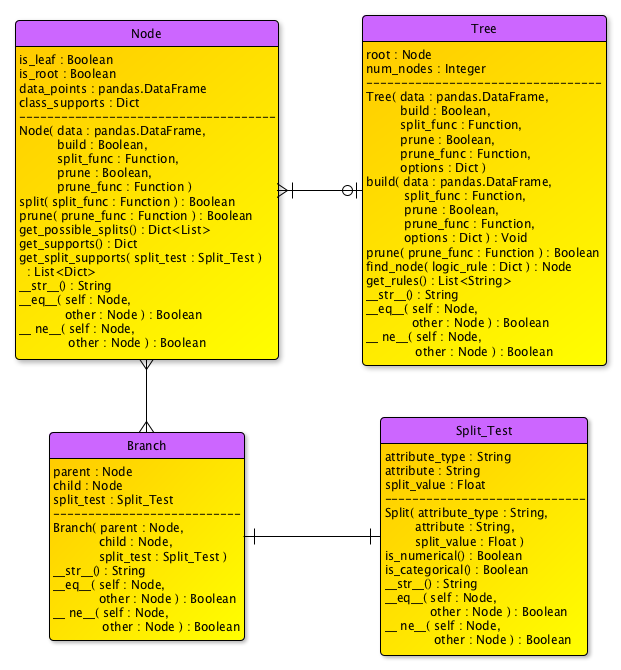 Node
is_leaf : Boolean
is_root : Boolean
data_points : pandas.DataFrame
class_supports : Dict
Node( data : pandas.DataFrame,
build : Boolean,
split_func : Function,
prune : Boolean,
prune_func : Function )
split( split_func : Function ) : Boolean
prune( prune_func : Function ) : Boolean
get_possible_splits() : Dict<List>
get_supports() : Dict
get_split_supports( split_test : Split_Test )
: List<Dict>
__str__() : String
__eq__( self : Node,
other : Node ) : Boolean
__ ne__( self : Node,
other : Node ) : Boolean
Tree
root : Node
num_nodes : Integer
Tree( data : pandas.DataFrame,
build : Boolean,
split_func : Function,
prune : Boolean,
prune_func : Function,
options : Dict )
build( data : pandas.DataFrame,
split_func : Function,
prune : Boolean,
prune_func : Function,
options : Dict ) : Void
prune( prune_func : Function ) : Boolean
find_node( logic_rule : Dict ) : Node
get_rules() : List<String>
__str__() : String
__eq__( self : Node,
other : Node ) : Boolean
__ ne__( self : Node,
other : Node ) : Boolean
Branch
parent : Node
child : Node
split_test : Split_Test
Branch( parent : Node,
child : Node,
split_test : Split_Test )
__str__() : String
__eq__( self : Node,
other : Node ) : Boolean
__ ne__( self : Node,
other : Node ) : Boolean
Split_Test
attribute_type : String
attribute : String
split_value : Float
Split( attribute_type : String,
attribute : String,
split_value : Float )
is_numerical() : Boolean
is_categorical() : Boolean
__str__() : String
__eq__( self : Node,
other : Node ) : Boolean
__ ne__( self : Node,
other : Node ) : Boolean